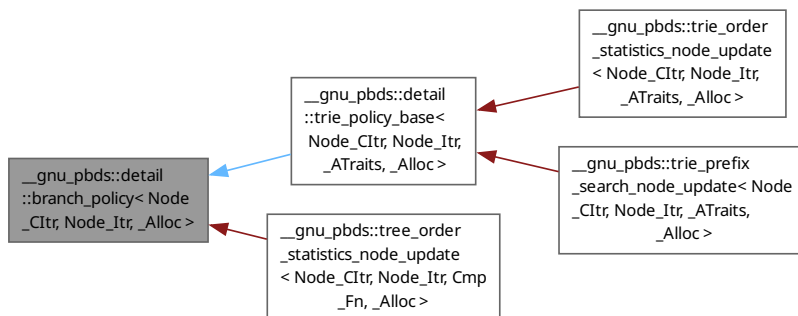 __gnu_pbds::detail
::branch_policy< Node
_CItr, Node_Itr, _Alloc >
__gnu_pbds::detail
::trie_policy_base<
Node_CItr, Node_Itr,
_ATraits, _Alloc >
__gnu_pbds::tree_order
_statistics_node_update
< Node_CItr, Node_Itr, Cmp
_Fn, _Alloc >
__gnu_pbds::trie_order
_statistics_node_update
< Node_CItr, Node_Itr,
_ATraits, _Alloc >
__gnu_pbds::trie_prefix
_search_node_update< Node
_CItr, Node_Itr, _ATraits,
_Alloc >